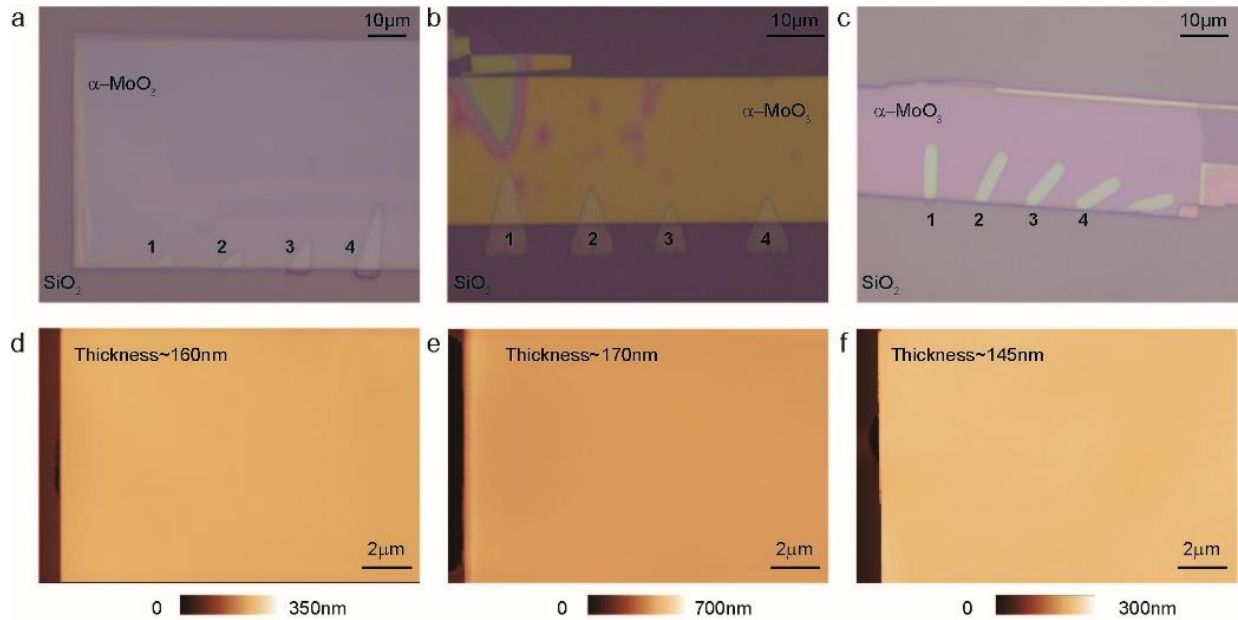 a
10μm
α–MoO₂
1 2 3 4
SiO₂
b
10μm
α–MoO₃
1 2 3 4
SiO₂
c
10μm
α–MoO₃
1 2 3 4
SiO₂
d
Thickness~160nm
2μm
0 350nm
e
Thickness~170nm
2μm
0 700nm
f
Thickness~145nm
2μm
0 300nm